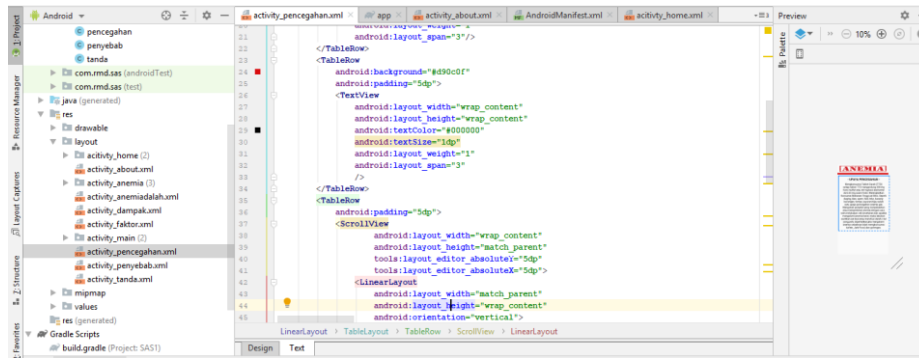 Android
activity_pencegahan.xml
app
activity_about.xml
AndroidManifest.xml
acitivty_home.xml
Preview
1: Project
Resource Manager
Layout Captures
Z: Structure
2: Favorites
Palette
10%
pencegahan
penyebab
tanda
com.rmd.sas (androidTest)
com.rmd.sas (test)
java (generated)
res
drawable
layout
acitivty_home (2)
activity_about.xml
activity_anemia (3)
activity_anemiadalah.xml
activity_dampak.xml
activity_faktor.xml
activity_main (2)
activity_pencegahan.xml
activity_penyebab.xml
activity_tanda.xml
mipmap
values
res (generated)
Gradle Scripts
build.gradle (Project: SAS1)
21 android:layout_span="3"/>
22 </TableRow>
23 <TableRow
24 android:background="#d90c0f"
25 android:padding="5dp">
26 <TextView
27 android:layout_width="wrap_content"
28 android:layout_height="wrap_content"
29 android:textColor="#000000"
30 android:textSize="1dp"
31 android:layout_weight="1"
32 android:layout_span="3"
33 />
34 </TableRow>
35 <TableRow
36 android:padding="5dp">
37 <ScrollView
38 android:layout_width="wrap_content"
39 android:layout_height="match_parent"
40 tools:layout_editor_absoluteY="5dp"
41 tools:layout_editor_absoluteX="5dp">
42 <LinearLayout
43 android:layout_width="match_parent"
44 android:layout_height="wrap_content"
45 android:orientation="vertical">
LinearLayout > TableLayout > TableRow > ScrollView > LinearLayout
Design Text
ANEMIA